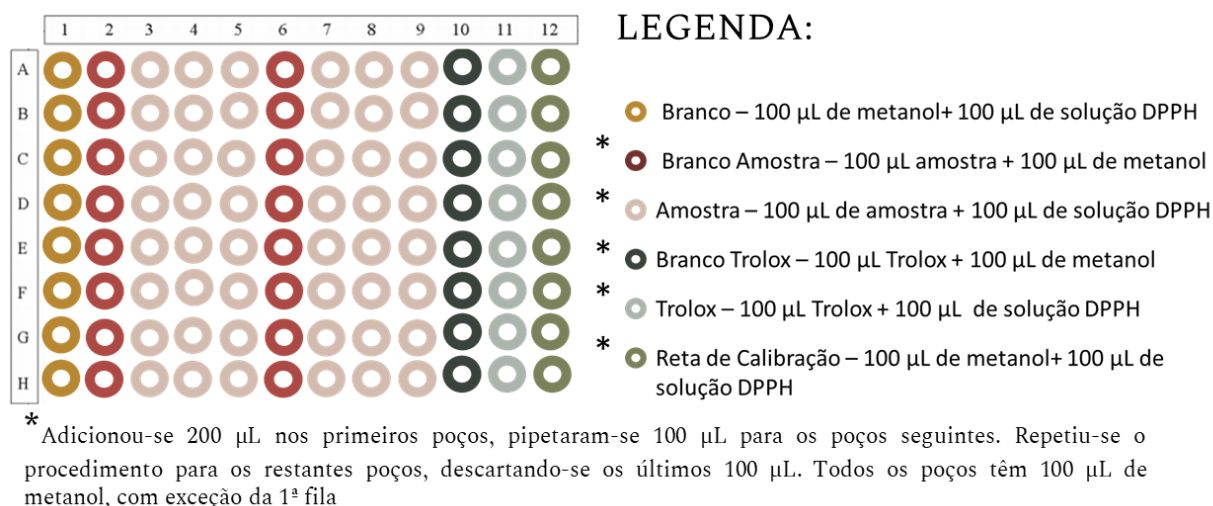 1 2 3 4 5 6 7 8 9 10 11 12
LEGENDA:
A
B
C
D
E
F
G
H
Branco – 100 µL de metanol+ 100 µL de solução DPPH
* Branco Amostra – 100 µL amostra + 100 µL de metanol
* Amostra – 100 µL de amostra + 100 µL de solução DPPH
* Branco Trolox – 100 µL Trolox + 100 µL de metanol
* Trolox – 100 µL Trolox + 100 µL de solução DPPH
* Reta de Calibração – 100 µL de metanol+ 100 µL de
solução DPPH
*Adicionou-se 200 µL nos primeiros poços, pipetaram-se 100 µL para os poços seguintes. Repetiu-se o
procedimento para os restantes poços, descartando-se os últimos 100 µL. Todos os poços têm 100 µL de
metanol, com exceção da 1ª fila